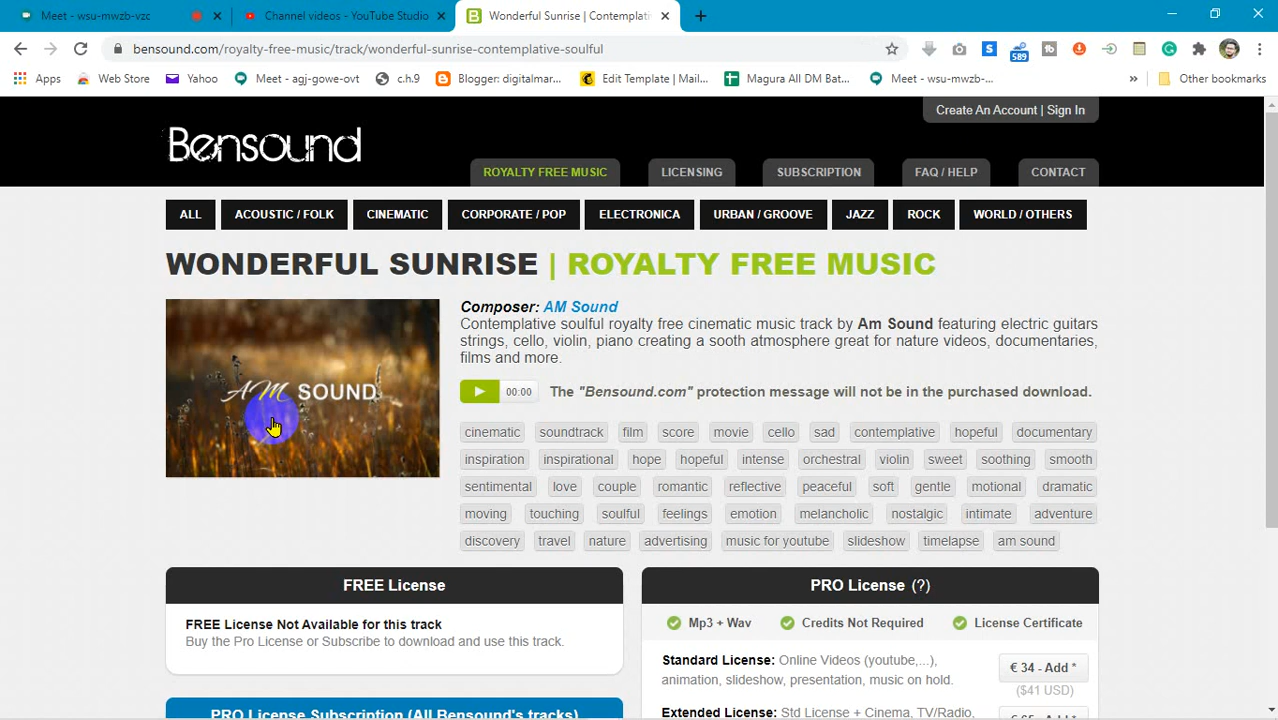 Meet - wsu-mwzb-vzc
Channel videos - YouTube Studio
Wonderful Sunrise | Contemplati
bensound.com/royalty-free-music/track/wonderful-sunrise-contemplative-soulful
589
Apps
Web Store
Yahoo
Meet - agj-gowe-ovt
c.h.9
Blogger: digitalmar...
Edit Template | Mail...
Magura All DM Bat...
Meet - wsu-mwzb-...
Other bookmarks
Create An Account | Sign In
Bensound
ROYALTY FREE MUSIC
LICENSING
SUBSCRIPTION
FAQ / HELP
CONTACT
ALL
ACOUSTIC / FOLK
CINEMATIC
CORPORATE / POP
ELECTRONICA
URBAN / GROOVE
JAZZ
ROCK
WORLD / OTHERS
WONDERFUL SUNRISE | ROYALTY FREE MUSIC
AM SOUND
Composer: AM Sound
Contemplative soulful royalty free cinematic music track by Am Sound featuring electric guitars
strings, cello, violin, piano creating a sooth atmosphere great for nature videos, documentaries,
films and more.
00:00
The "Bensound.com" protection message will not be in the purchased download.
cinematic soundtrack film score movie cello sad contemplative hopeful documentary
inspiration inspirational hope hopeful intense orchestral violin sweet soothing smooth
sentimental love couple romantic reflective peaceful soft gentle motional dramatic
moving touching soulful feelings emotion melancholic nostalgic intimate adventure
discovery travel nature advertising music for youtube slideshow timelapse am sound
FREE License
FREE License Not Available for this track
Buy the Pro License or Subscribe to download and use this track.
PRO License Subscription (All Bensound's tracks)
PRO License (?)
Mp3 + Wav
Credits Not Required
License Certificate
Standard License: Online Videos (youtube,...),
animation, slideshow, presentation, music on hold.
€ 34 - Add *
($41 USD)
Extended License: Std License + Cinema, TV/Radio,